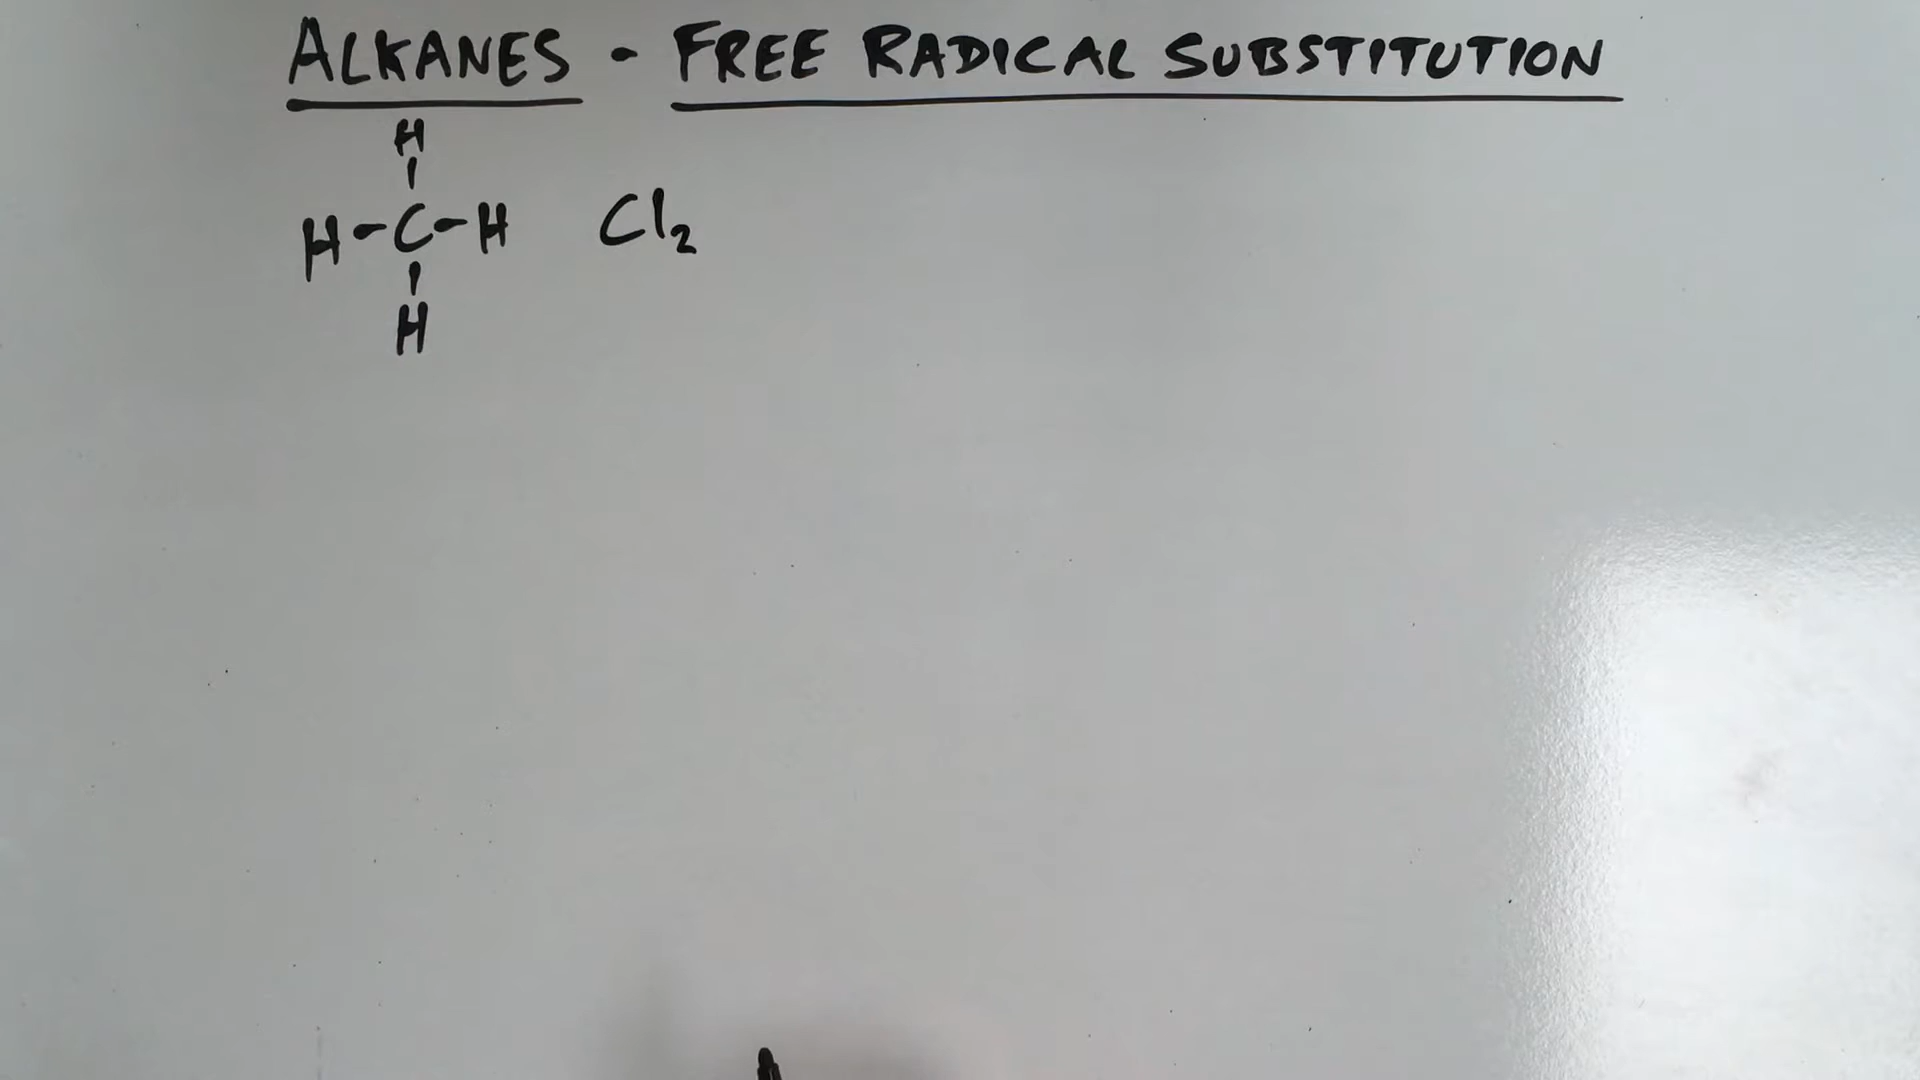 ALKANES - FREE RADICAL SUBSTITUTION
H
H-C-H Cl₂
H